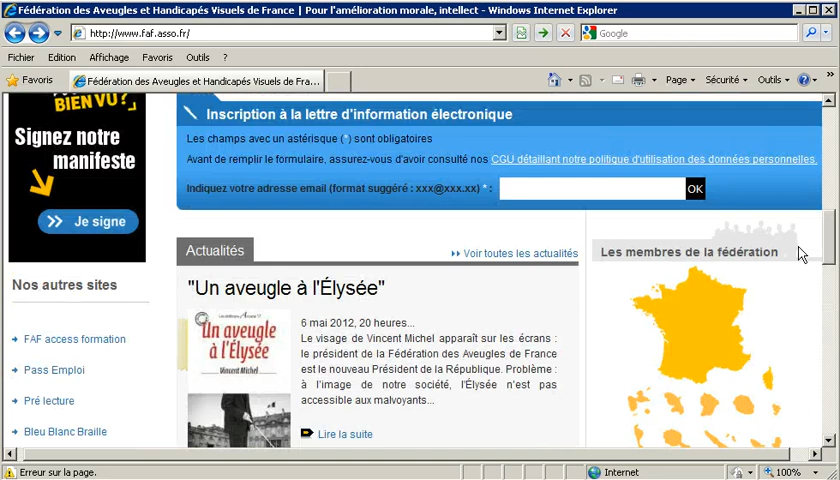 Fédération des Aveugles et Handicapés Visuels de France | Pour l'amélioration morale, intellect - Windows Internet Explorer
http://www.faf.asso.fr/
Google
Fichier Edition Affichage Favoris Outils ?
Favoris
Fédération des Aveugles et Handicapés Visuels de Fra...
Page
Sécurité
Outils
BIEN VU?
Signez notre
manifeste
Je signe
Nos autres sites
FAF access formation
Pass Emploi
Pré lecture
Bleu Blanc Braille
Inscription à la lettre d'information électronique
Les champs avec un astérisque (*) sont obligatoires
Avant de remplir le formulaire, assurez-vous d'avoir consulté nos CGU détaillant notre politique d'utilisation des données personnelles.
Indiquez votre adresse email (format suggéré : xxx@xxx.xx) * :
OK
Actualités
Voir toutes les actualités
"Un aveugle à l'Élysée"
Un aveugle
à l'Élysée
Vincent Michel
6 mai 2012, 20 heures...
Le visage de Vincent Michel apparaît sur les écrans :
le président de la Fédération des Aveugles de France
est le nouveau Président de la République. Problème :
à l'image de notre société, l'Élysée n'est pas
accessible aux malvoyants...
Lire la suite
Les membres de la fédération
Erreur sur la page.
Internet
100%